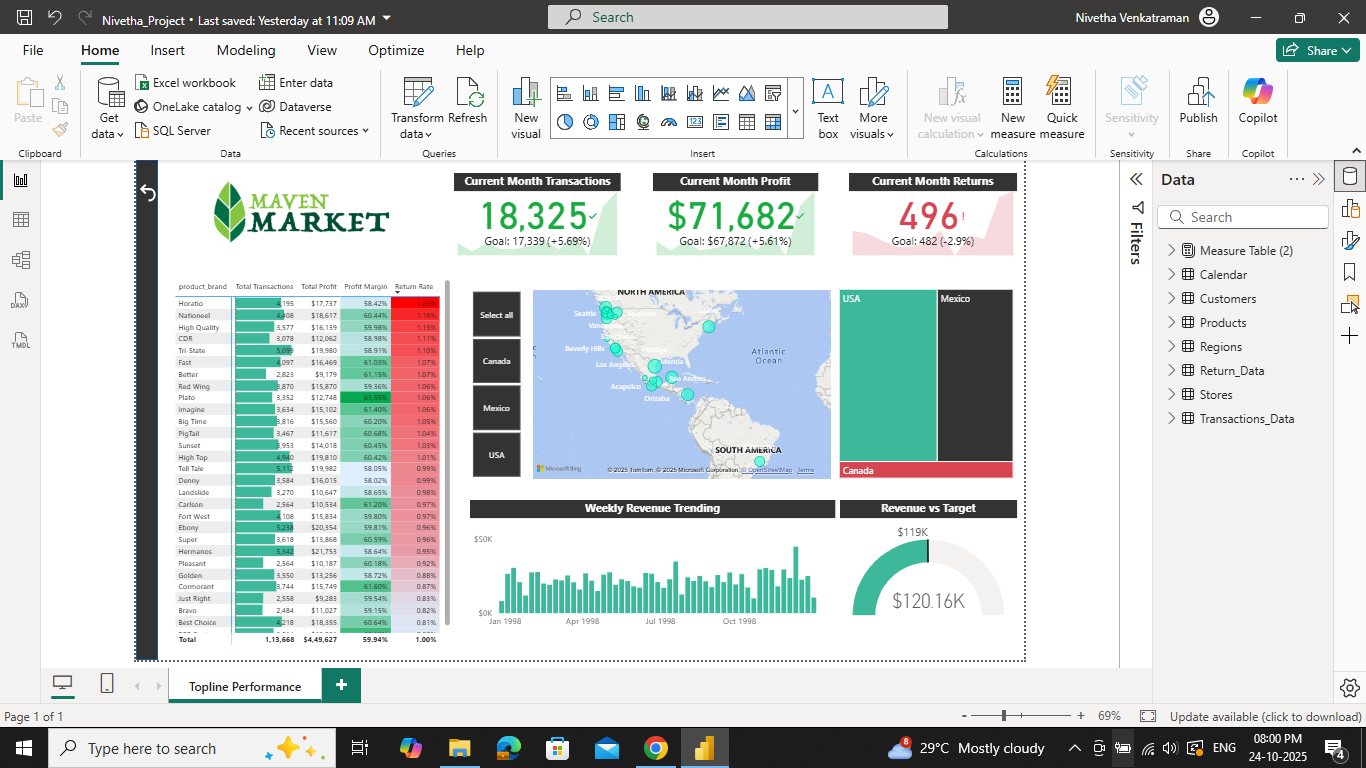 Nivetha_Project • Last saved: Yesterday at 11:09 AM
Search
Nivetha Venkatraman
File Home Insert Modeling View Optimize Help
Share
Paste
Clipboard
Get data
Excel workbook
OneLake catalog
SQL Server
Enter data
Dataverse
Recent sources
Data
Transform data
Refresh
Queries
New visual
Text box
More visuals
Insert
New visual calculation
New measure
Quick measure
Calculations
Sensitivity
Sensitivity
Publish
Share
Copilot
Copilot
MAVEN
MARKET
Current Month Transactions
18,325
Goal: 17,339 (+5.69%)
Current Month Profit
$71,682
Goal: $67,872 (+5.61%)
Current Month Returns
496!
Goal: 482 (-2.9%)
product_brand Total Transactions Total Profit Profit Margin Return Rate
Horatio 4,195 $17,737 58.42%
Nationeel 4,408 $18,617 60.44% 1.18%
High Quality 3,577 $16,139 59.98% 1.13%
CDR 3,078 $12,062 58.98% 1.11%
Tri-State 5,099 $19,980 58.91% 1.10%
Fast 4,097 $16,469 61.03% 1.07%
Better 2,823 $9,179 61.15% 1.07%
Red Wing 3,870 $15,870 59.36% 1.06%
Plato 3,352 $12,748 63.55% 1.06%
Imagine 3,634 $15,102 61.40% 1.06%
Big Time 3,816 $15,560 60.20% 1.05%
PigTail 3,467 $11,617 60.68% 1.04%
Sunset 3,953 $14,018 60.45% 1.03%
High Top 4,940 $19,810 60.42% 1.01%
Tell Tale 5,112 $19,982 58.05% 0.99%
Denny 3,584 $16,015 58.02% 0.99%
Landslide 3,270 $10,647 58.65% 0.98%
Carlson 2,564 $10,534 61.20% 0.97%
Fort West 4,108 $15,834 59.80% 0.97%
Ebony 5,238 $20,354 59.81% 0.96%
Super 3,618 $13,868 60.59% 0.96%
Hermanos 5,342 $21,753 58.64% 0.95%
Pleasant 2,564 $10,187 60.18% 0.92%
Golden 3,550 $13,256 58.72% 0.88%
Cormorant 3,744 $15,749 61.60% 0.87%
Just Right 2,558 $9,283 59.54% 0.83%
Bravo 2,484 $11,027 59.15% 0.82%
Best Choice 4,218 $18,355 60.64% 0.81%
Total 1,13,668 $4,49,627 59.94% 1.00%
Select all
Canada
Mexico
USA
NORTH AMERICA
Seattle
Spokane
Vancouver
Beverly Hills
Los Angeles
Merida
San Andres
Acapulco
Orizaba
Atlantic Ocean
SOUTH AMERICA
Microsoft Bing
© 2025 TomTom, © 2025 Microsoft Corporation, © OpenStreetMap Terms
USA
Mexico
Canada
Weekly Revenue Trending
$50K
$0K
Jan 1998 Apr 1998 Jul 1998 Oct 1998
Revenue vs Target
$119K
$120.16K
Filters
Data
Search
Measure Table (2)
Calendar
Customers
Products
Regions
Return_Data
Stores
Transactions_Data
DAX
TMDL
Topline Performance
Page 1 of 1
69%
Update available (click to download)
Type here to search
8
29°C Mostly cloudy
ENG
08:00 PM
24-10-2025
4